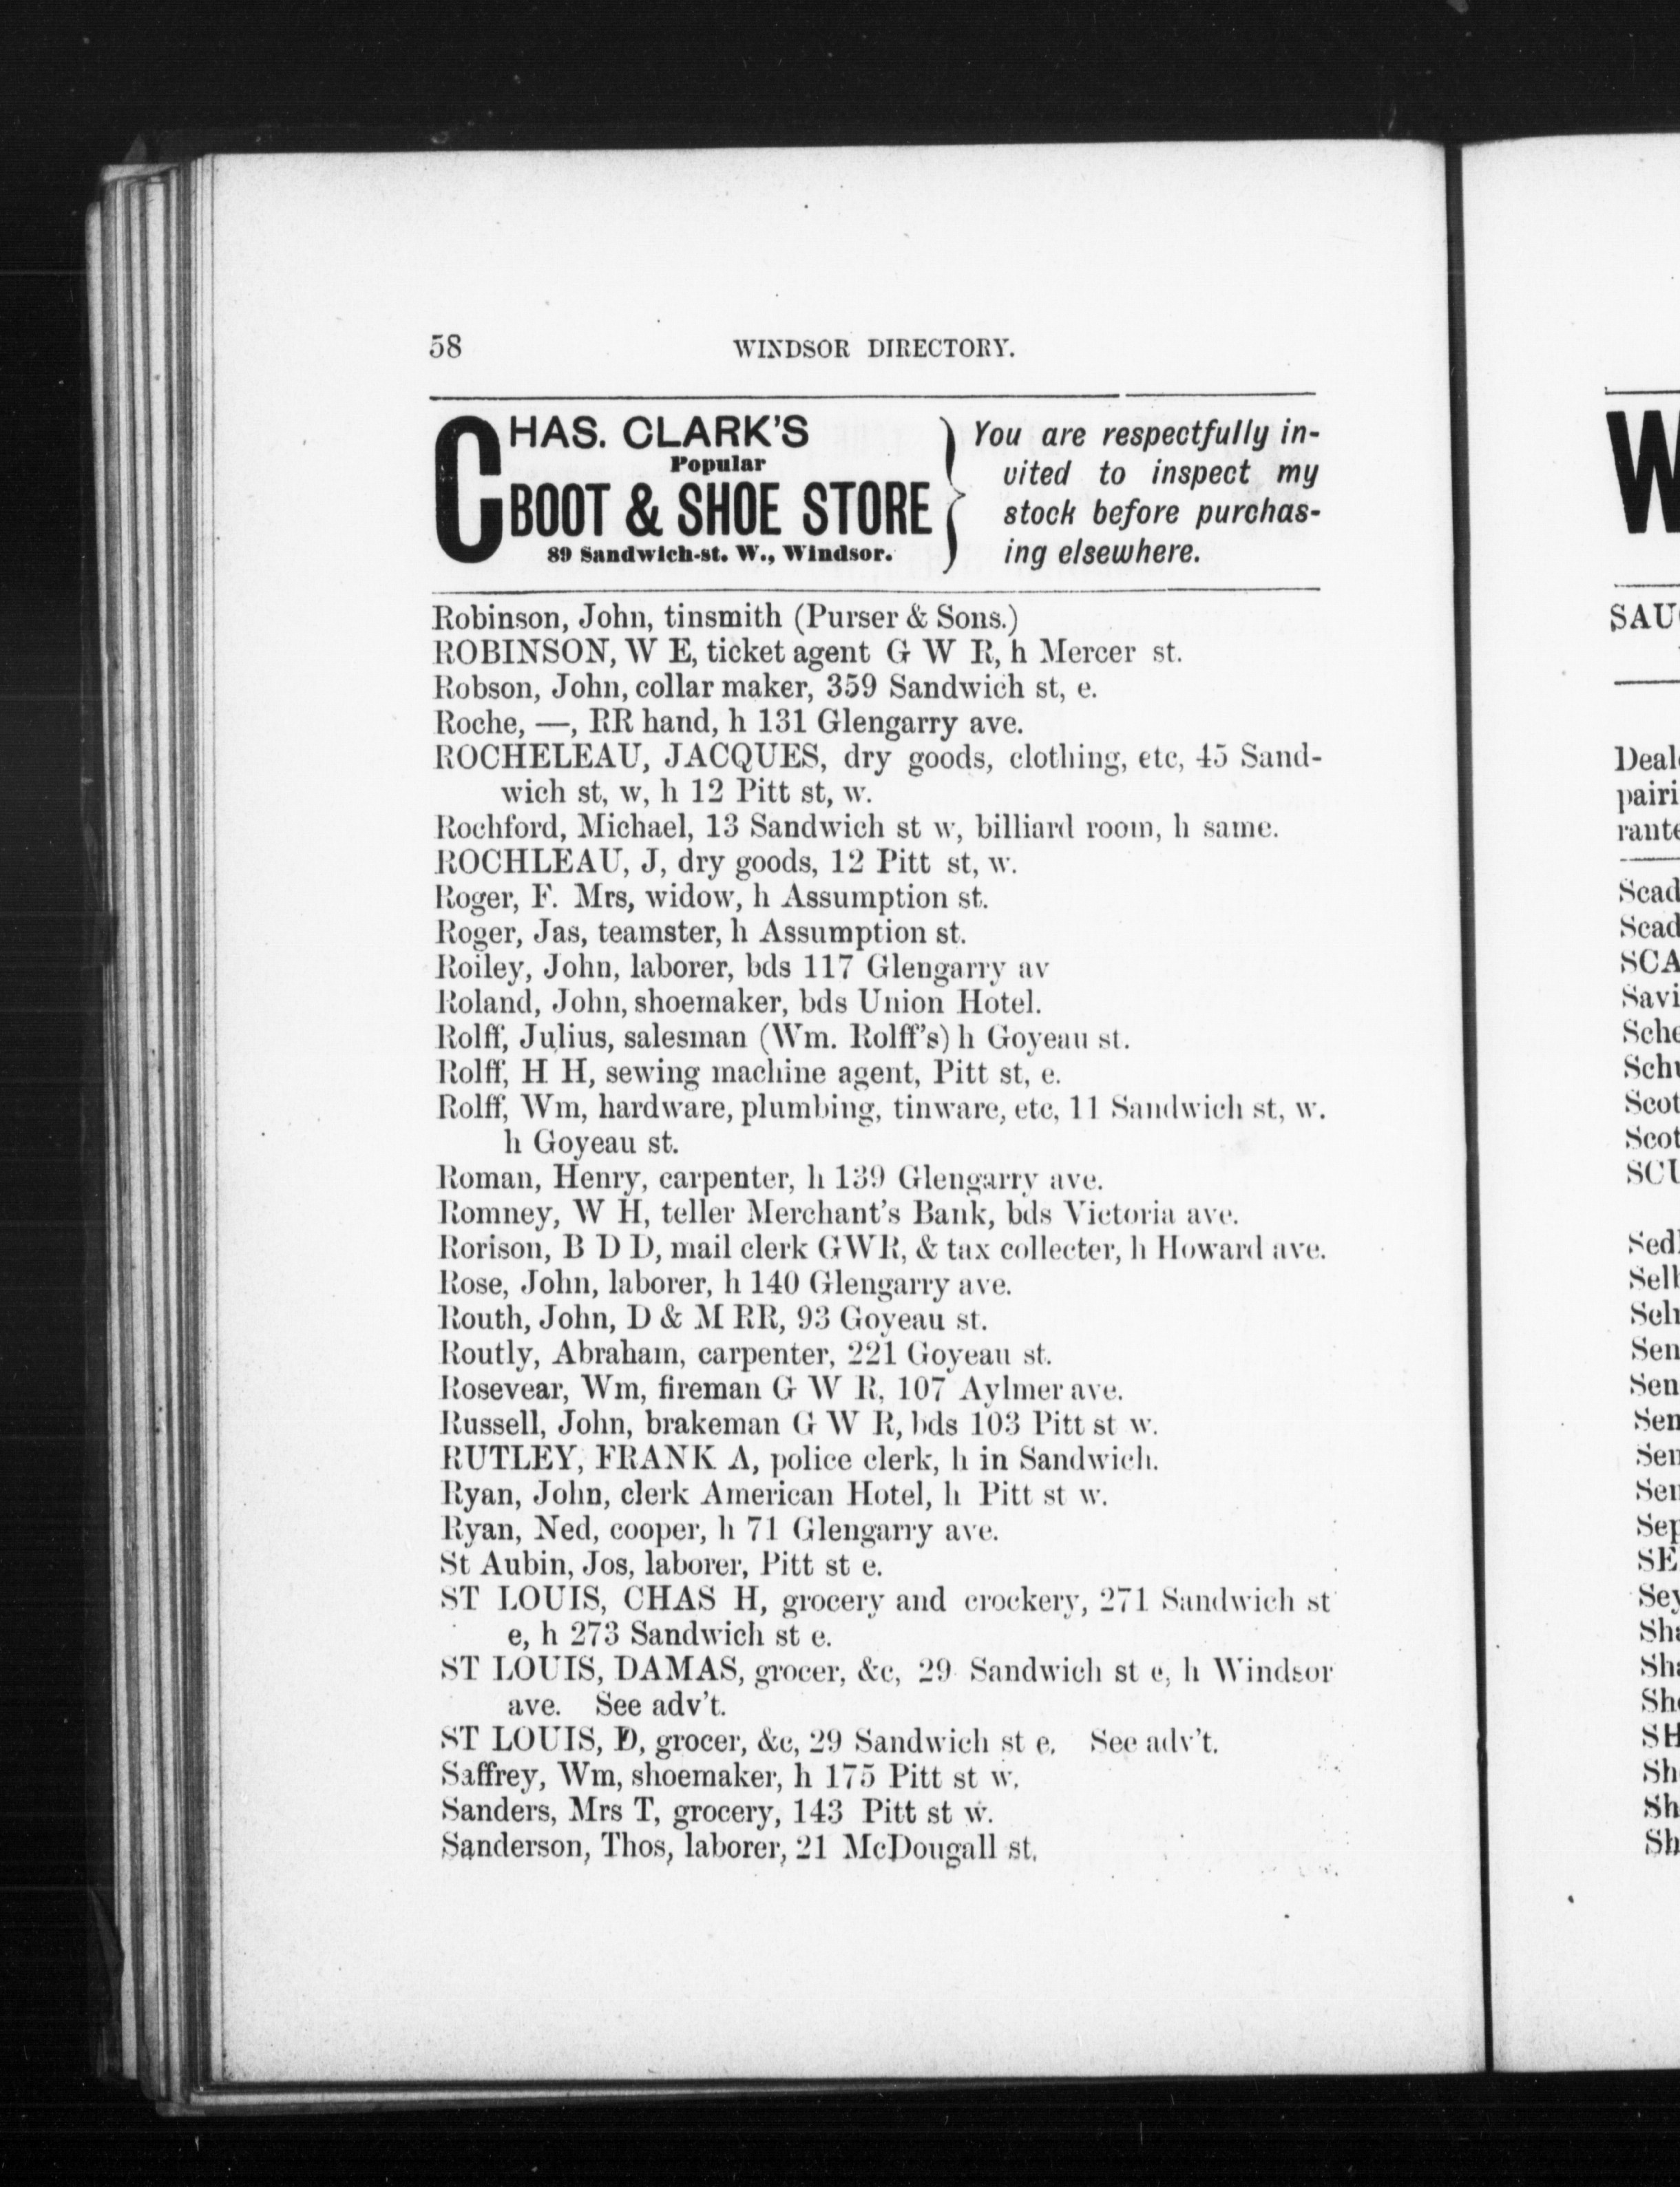 58 WINDSOR DIRECTORY.
CHAS. CLARK'S
Popular
BOOT & SHOE STORE
89 Sandwich-st. W., Windsor.
You are respectfully in-
vited to inspect my
stock before purchas-
ing elsewhere.
Robinson, John, tinsmith (Purser & Sons.)
ROBINSON, W E, ticket agent G W R, h Mercer st.
Robson, John, collar maker, 359 Sandwich st, e.
Roche, —, RR hand, h 131 Glengarry ave.
ROCHELEAU, JACQUES, dry goods, clothing, etc, 45 Sand-
wich st, w, h 12 Pitt st, w.
Rochford, Michael, 13 Sandwich st w, billiard room, h same.
ROCHLEAU, J, dry goods, 12 Pitt st, w.
Roger, F. Mrs, widow, h Assumption st.
Roger, Jas, teamster, h Assumption st.
Roiley, John, laborer, bds 117 Glengarry av
Roland, John, shoemaker, bds Union Hotel.
Rolff, Julius, salesman (Wm. Rolff's) h Goyeau st.
Rolff, H H, sewing machine agent, Pitt st, e.
Rolff, Wm, hardware, plumbing, tinware, etc, 11 Sandwich st, w.
h Goyeau st.
Roman, Henry, carpenter, h 139 Glengarry ave.
Romney, W H, teller Merchant's Bank, bds Victoria ave.
Rorison, B D D, mail clerk GWR, & tax collecter, h Howard ave.
Rose, John, laborer, h 140 Glengarry ave.
Routh, John, D & M RR, 93 Goyeau st.
Routly, Abraham, carpenter, 221 Goyeau st.
Rosevear, Wm, fireman G W R, 107 Aylmer ave.
Russell, John, brakeman G W R, bds 103 Pitt st w.
RUTLEY, FRANK A, police clerk, h in Sandwich.
Ryan, John, clerk American Hotel, h Pitt st w.
Ryan, Ned, cooper, h 71 Glengarry ave.
St Aubin, Jos, laborer, Pitt st e.
ST LOUIS, CHAS H, grocery and crockery, 271 Sandwich st
e, h 273 Sandwich st e.
ST LOUIS, DAMAS, grocer, &c, 29 Sandwich st e, h Windsor
ave. See adv't.
ST LOUIS, D, grocer, &c, 29 Sandwich st e. See adv't.
Saffrey, Wm, shoemaker, h 175 Pitt st w.
Sanders, Mrs T, grocery, 143 Pitt st w.
Sanderson, Thos, laborer, 21 McDougall st.